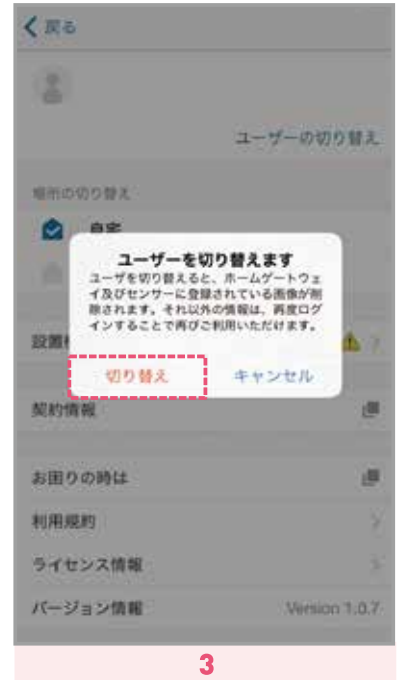 戻る
ユーザーの切り替え
場所の切り替え
自宅
ユーザーを切り替えます
ユーザを切り替えると、ホームゲートウェ
イ及びセンサーに登録されている画像が削
除されます。それ以外の情報は、再度ログ
インすることで再びご利用いただけます。
設置
切り替え
キャンセル
契約情報
お困りの時は
利用規約
ライセンス情報
バージョン情報
Version 1.0.7
3